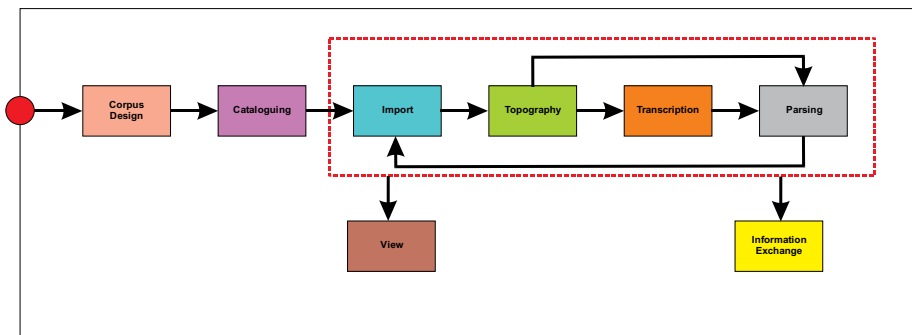 Corpus
Design
Cataloguing
Import
Topography
Transcription
Parsing
View
Information
Exchange